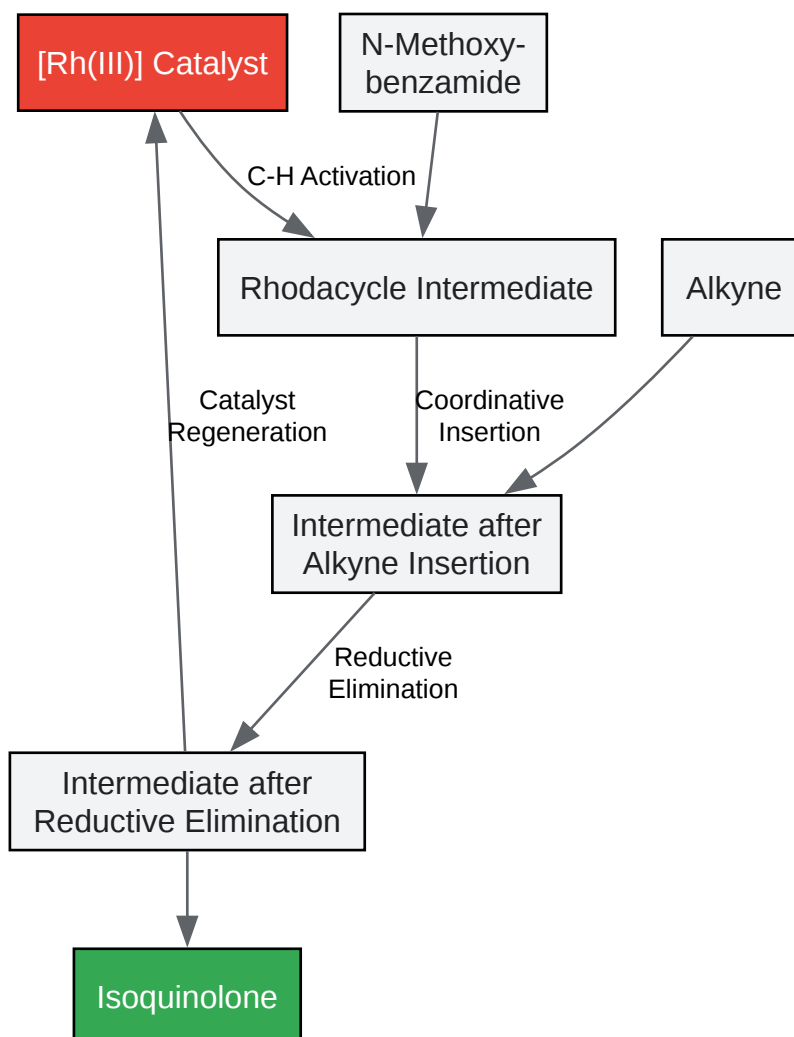 [Rh(III)] Catalyst
N-Methoxy-
benzamide
C-H Activation
Rhodacycle Intermediate
Alkyne
Catalyst
Regeneration
Coordinative
Insertion
Intermediate after
Alkyne Insertion
Reductive
Elimination
Intermediate after
Reductive Elimination
Isoquinolone